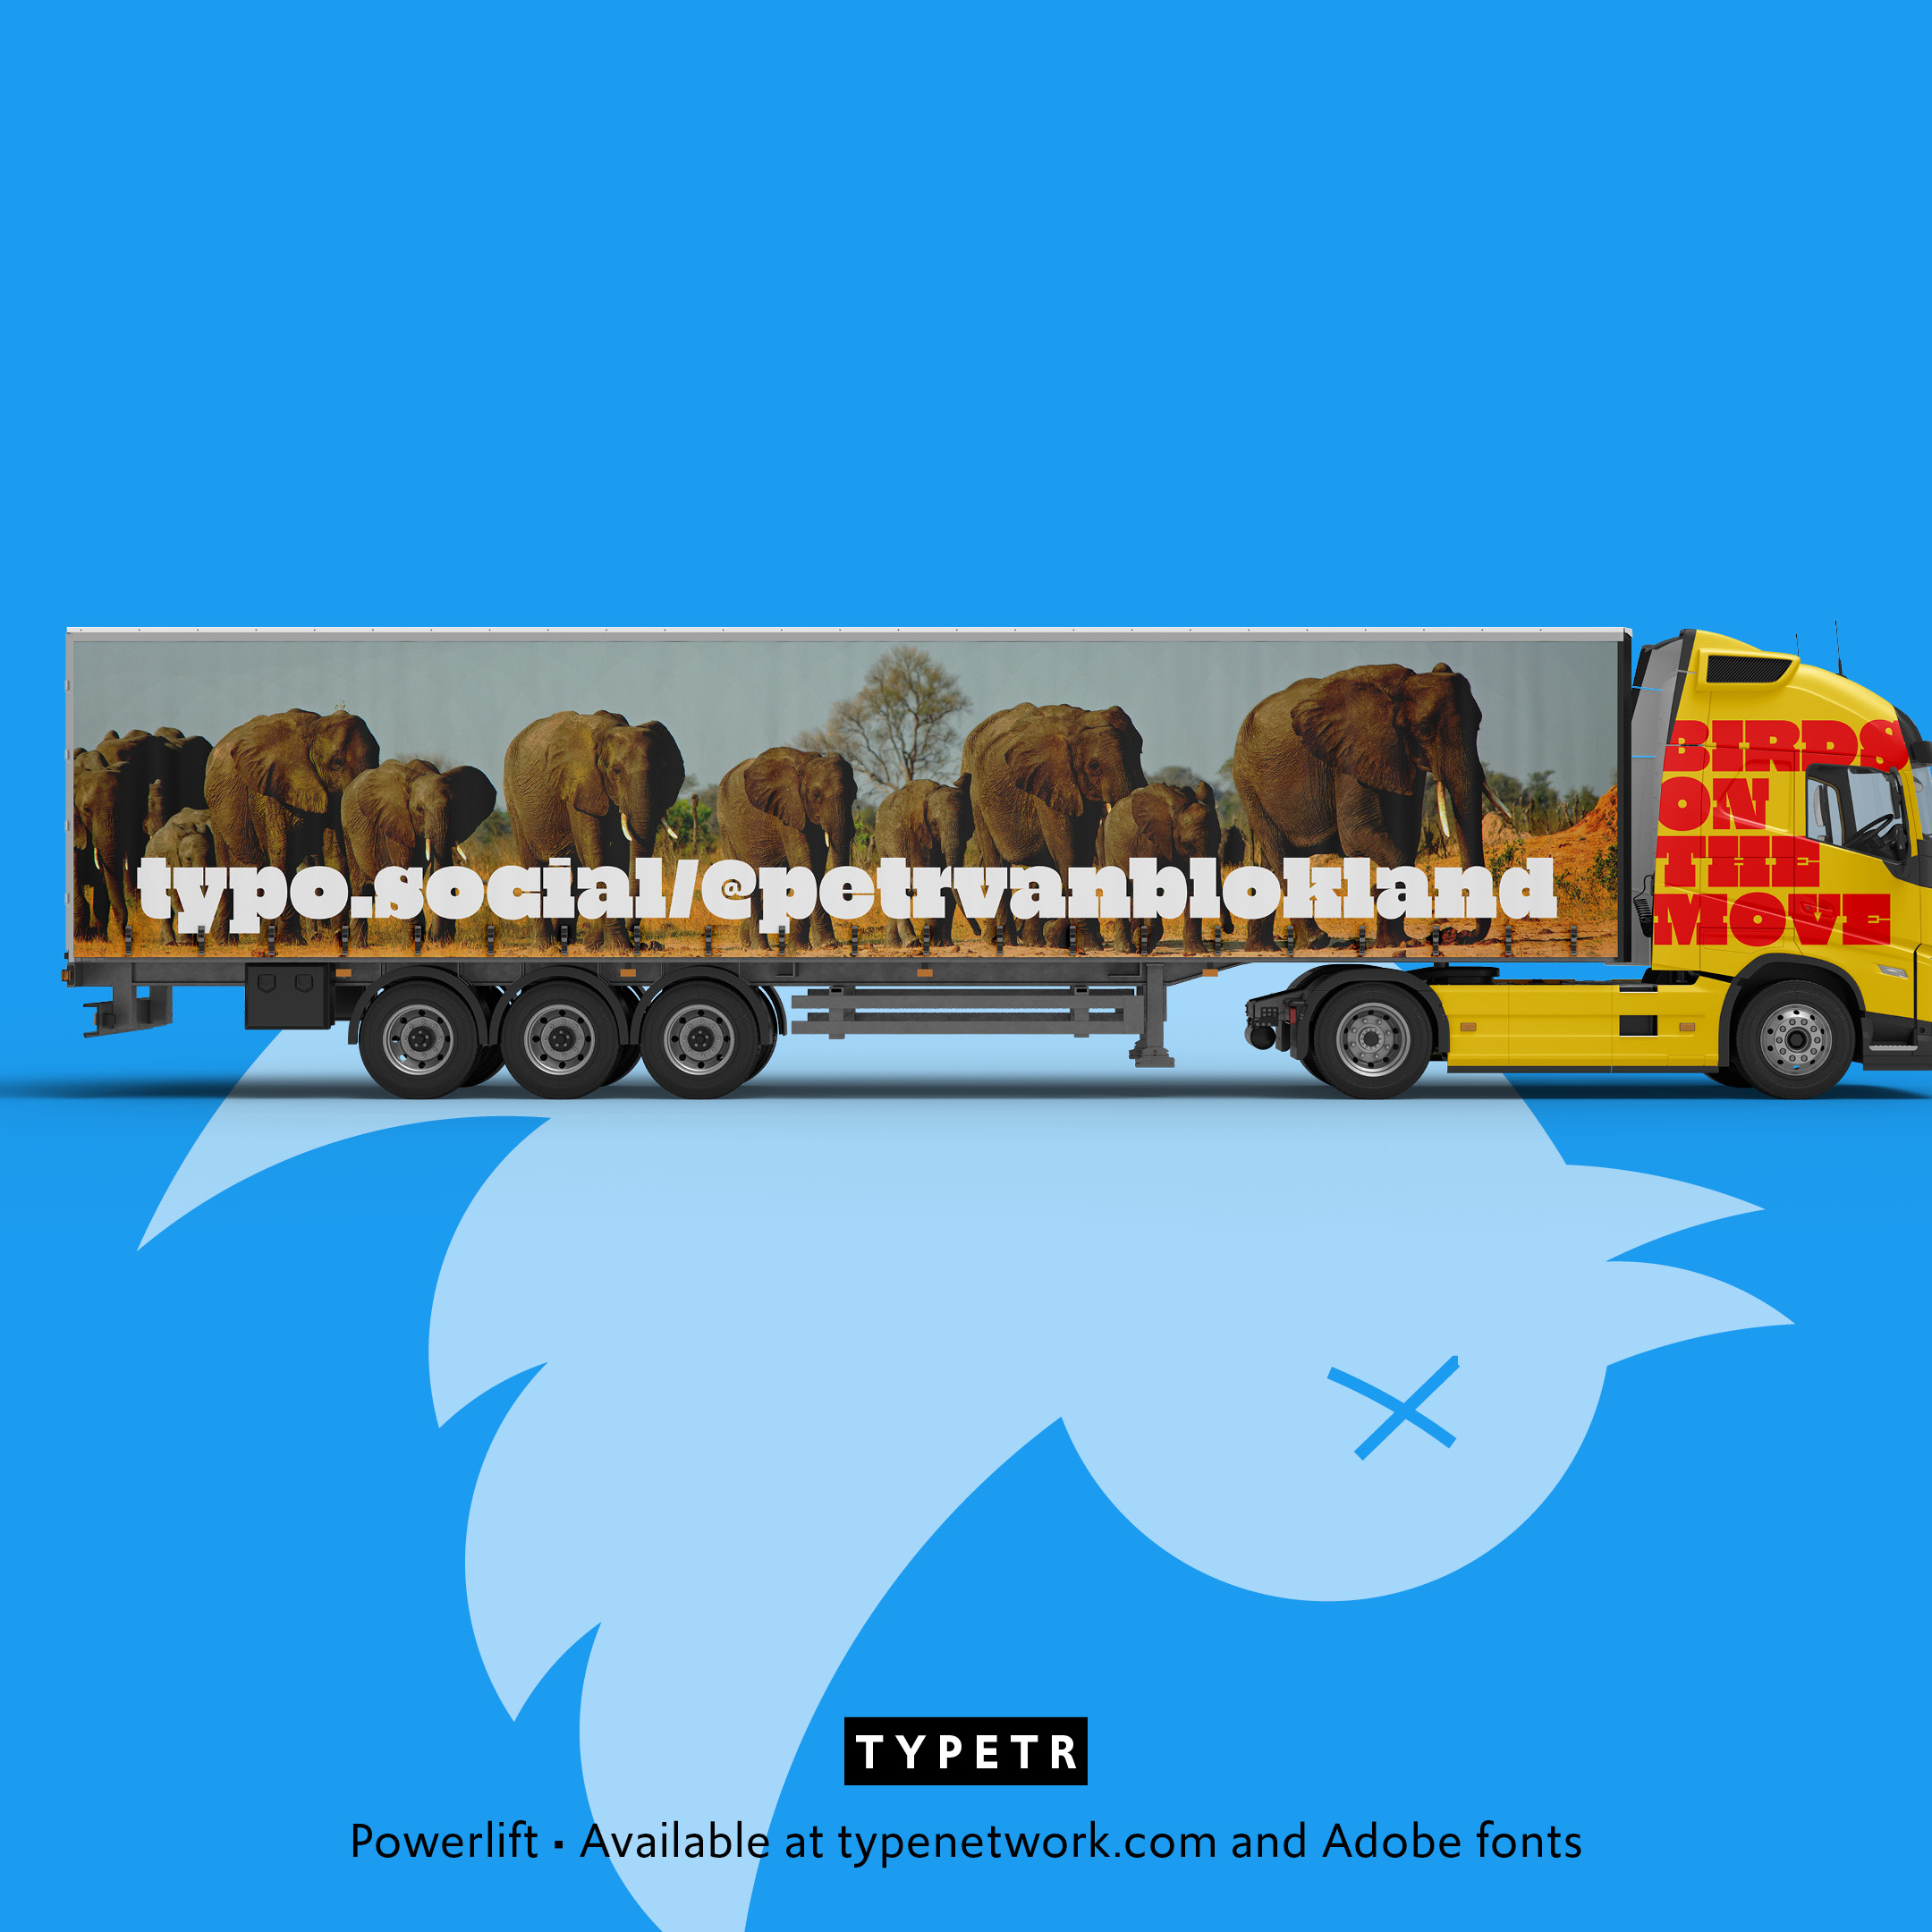 typo.social/@petrvanblokland
BIRDS
ON
THE
MOVE
TYPETR
Powerlift ▪ Available at typenetwork.com and Adobe fonts